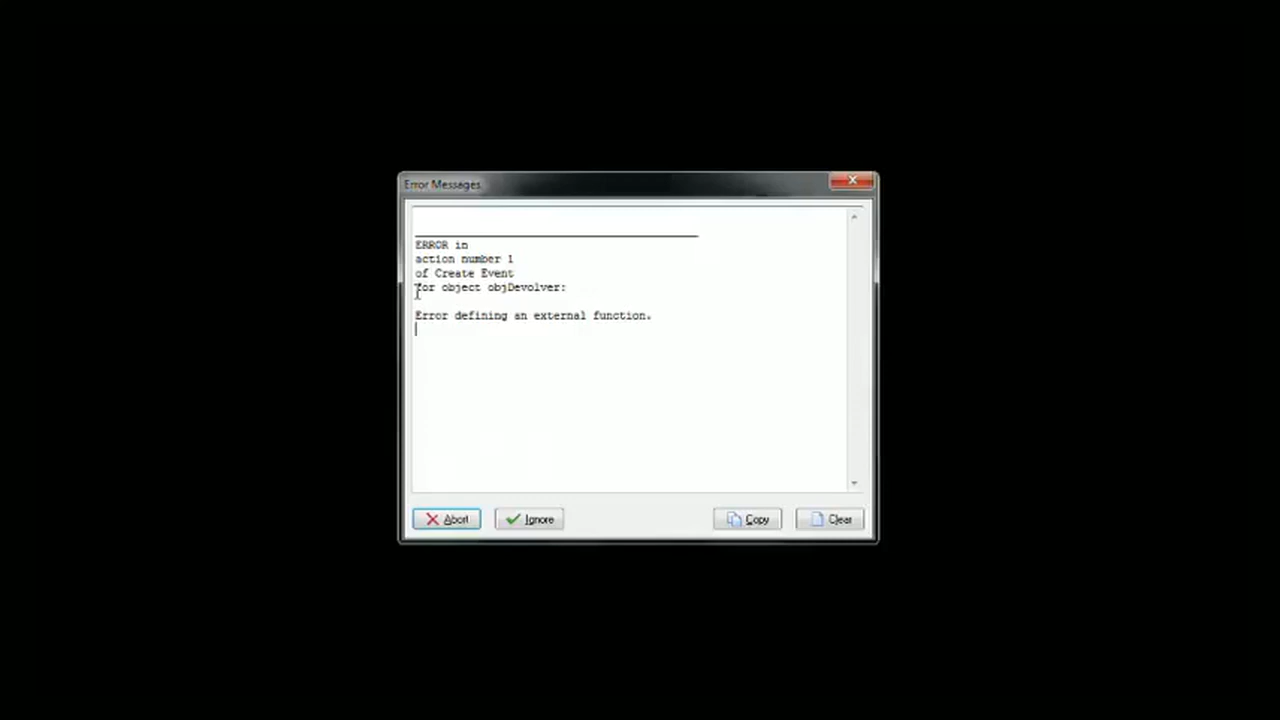 Error Messages
ERROR in
action number 1
of Create Event
for object objDevolver:
Error defining an external function.
Abort
Ignore
Copy
Clear